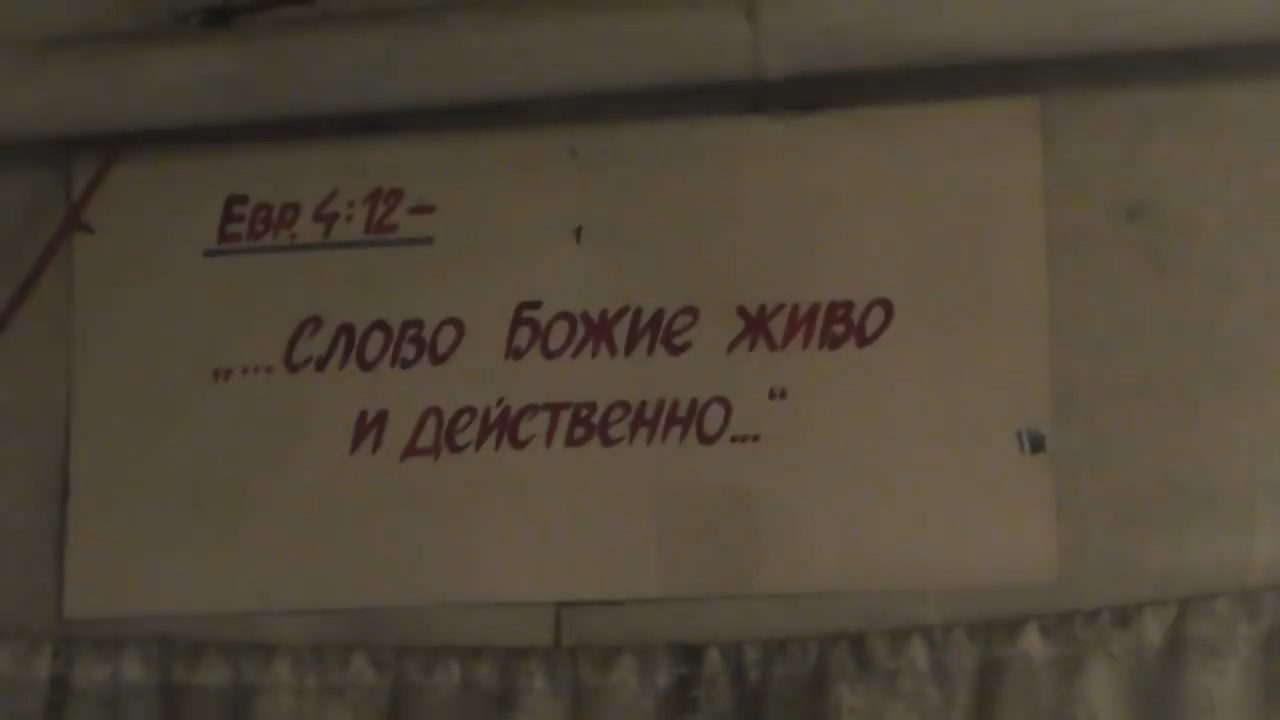 Евр. 4:12-
„...Слово Божие живо
и действенно..."